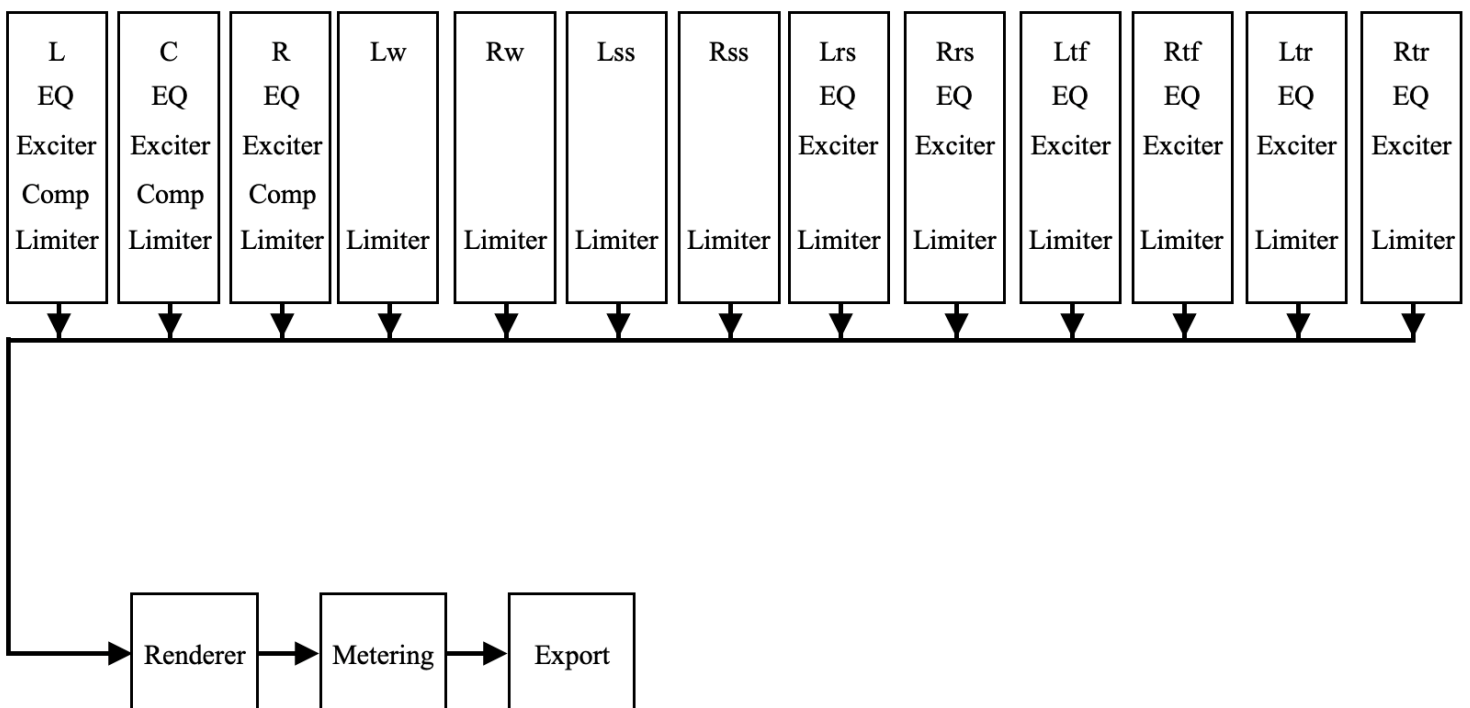 L C R Lw Rw Lss Rss Lrs Rrs Ltf Rtf Ltr Rtr
EQ EQ EQ EQ EQ EQ EQ EQ EQ
Exciter Exciter Exciter Exciter Exciter Exciter Exciter Exciter Exciter
Comp Comp Comp
Limiter Limiter Limiter Limiter Limiter Limiter Limiter Limiter Limiter Limiter Limiter Limiter Limiter
Renderer Metering Export